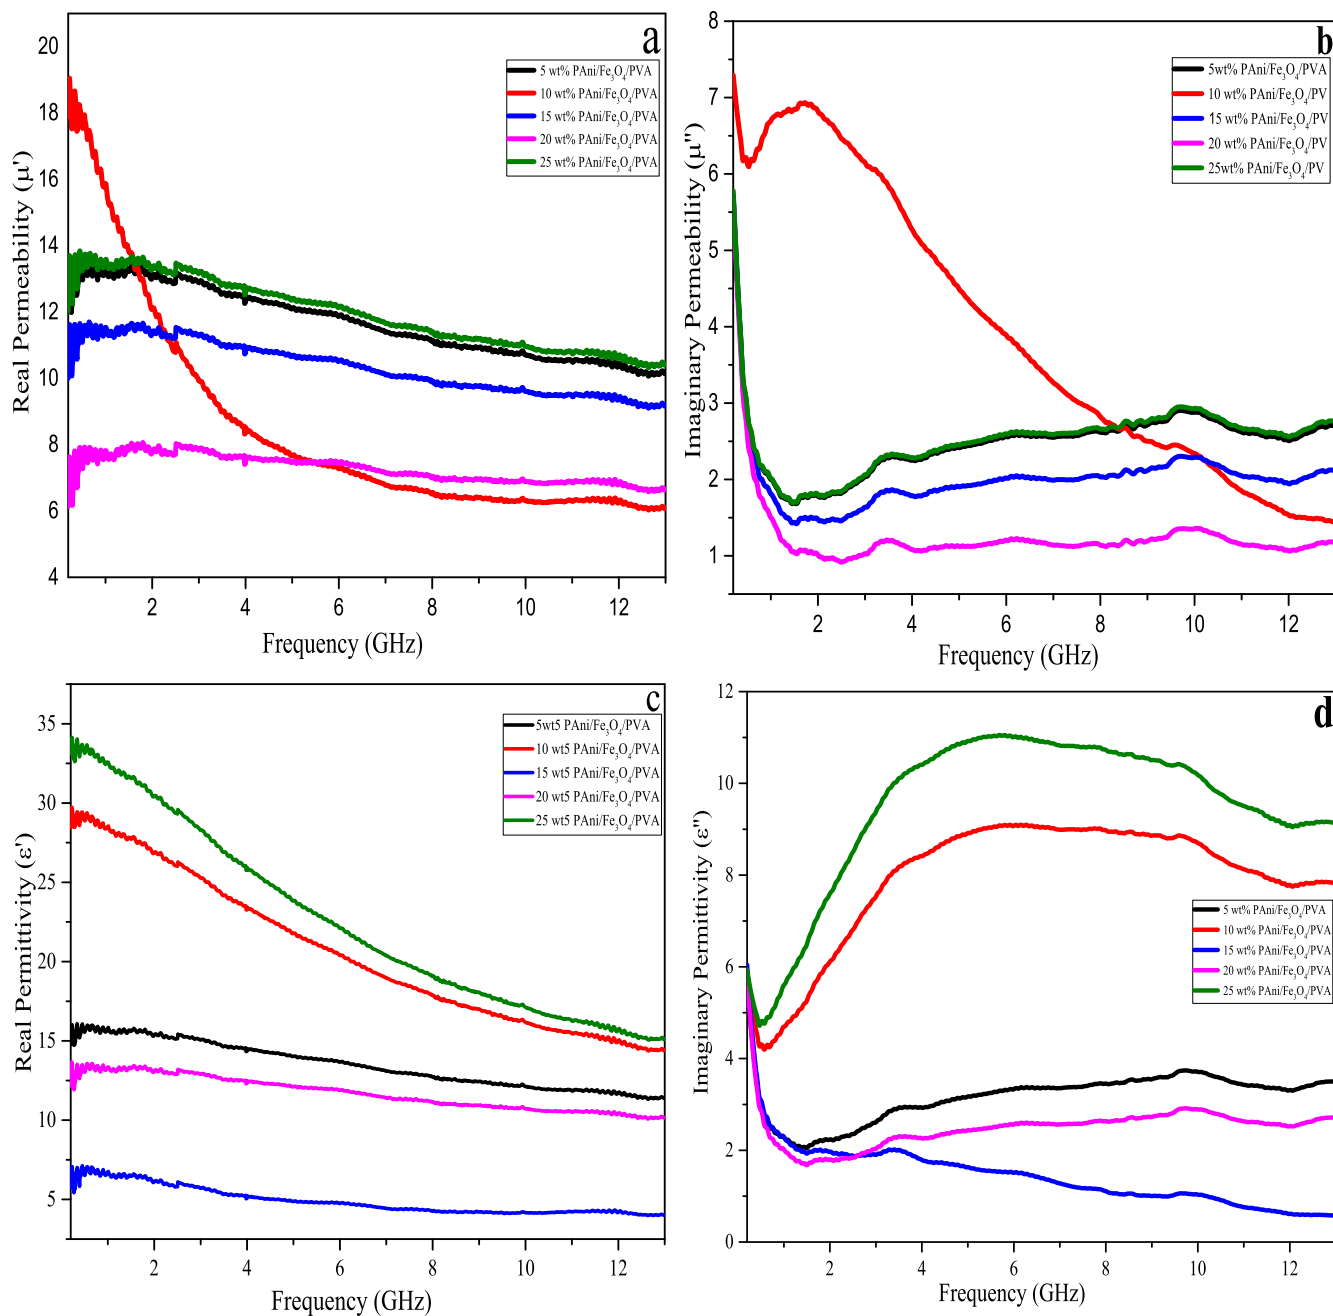 a
20
18
16
14
12
10
8
6
4
2
4
6
8
10
12
Real Permeability (μ')
Frequency (GHz)
5 wt% PAni/Fe₃O₄/PVA
10 wt% PAni/Fe₃O₄/PVA
15 wt% PAni/Fe₃O₄/PVA
20 wt% PAni/Fe₃O₄/PVA
25 wt% PAni/Fe₃O₄/PVA
b
8
7
6
5
4
3
2
1
2
4
6
8
10
12
Imaginary Permeability (μ'')
Frequency (GHz)
5wt% PAni/Fe₃O₄/PVA
10 wt% PAni/Fe₃O₄/PV
15 wt% PAni/Fe₃O₄/PV
20 wt% PAni/Fe₃O₄/PV
25wt% PAni/Fe₃O₄/PV
c
35
30
25
20
15
10
5
2
4
6
8
10
12
Real Permittivity (ε')
Frequency (GHz)
5wt5 PAni/Fe₃O₄/PVA
10 wt5 PAni/Fe₃O₄/PVA
15 wt5 PAni/Fe₃O₄/PVA
20 wt5 PAni/Fe₃O₄/PVA
25 wt5 PAni/Fe₃O₄/PVA
d
12
10
8
6
4
2
0
2
4
6
8
10
12
Imaginary Permittivity (ε'')
Frequency (GHz)
5 wt% PAni/Fe₃O₄/PVA
10 wt% PAni/Fe₃O₄/PVA
15 wt% PAni/Fe₃O₄/PVA
20 wt% PAni/Fe₃O₄/PVA
25 wt% PAni/Fe₃O₄/PVA